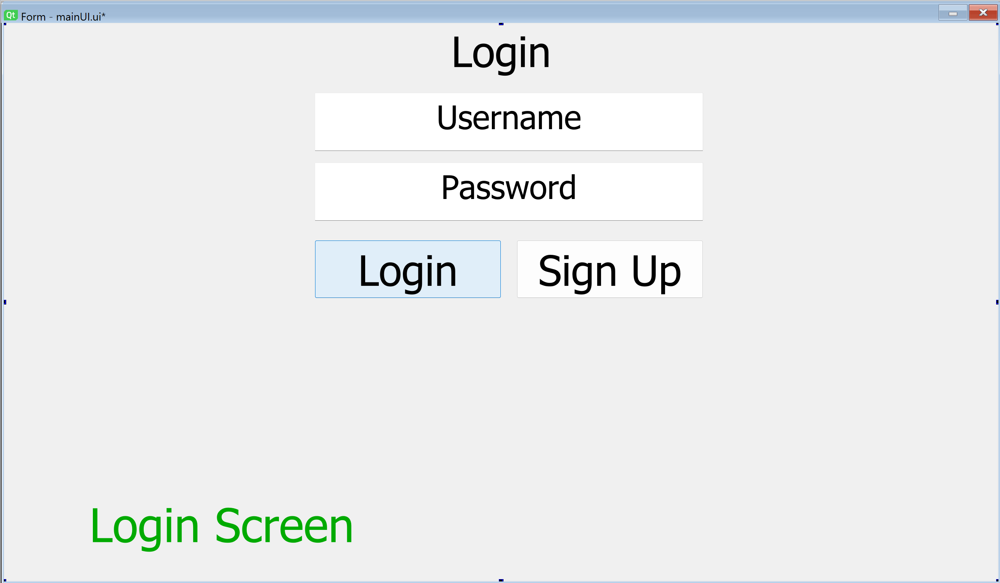 Qt Form - mainUI.ui*
Login
Username
Password
Login Sign Up
Login Screen